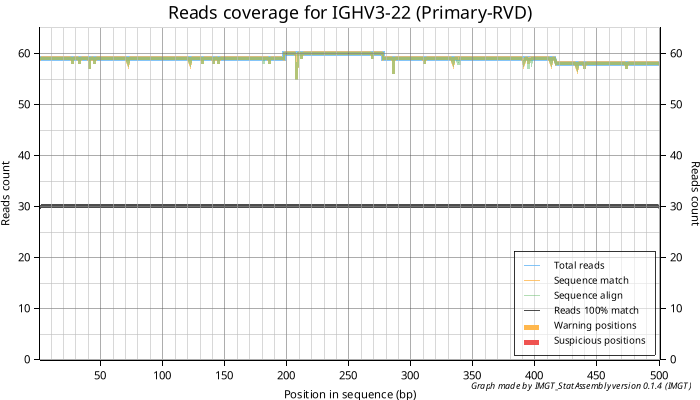 Reads coverage for IGHV3-22 (Primary-RVD)
60 60
50 50
40 40
30 30
20 20
10 10
0 0
Reads count
Reads count
Total reads
Sequence match
Sequence align
Reads 100% match
Warning positions
Suspicious positions
50 100 150 200 250 300 350 400 450 500
Position in sequence (bp)
Graph made by IMGT_StatAssembly version 0.1.4 (IMGT)